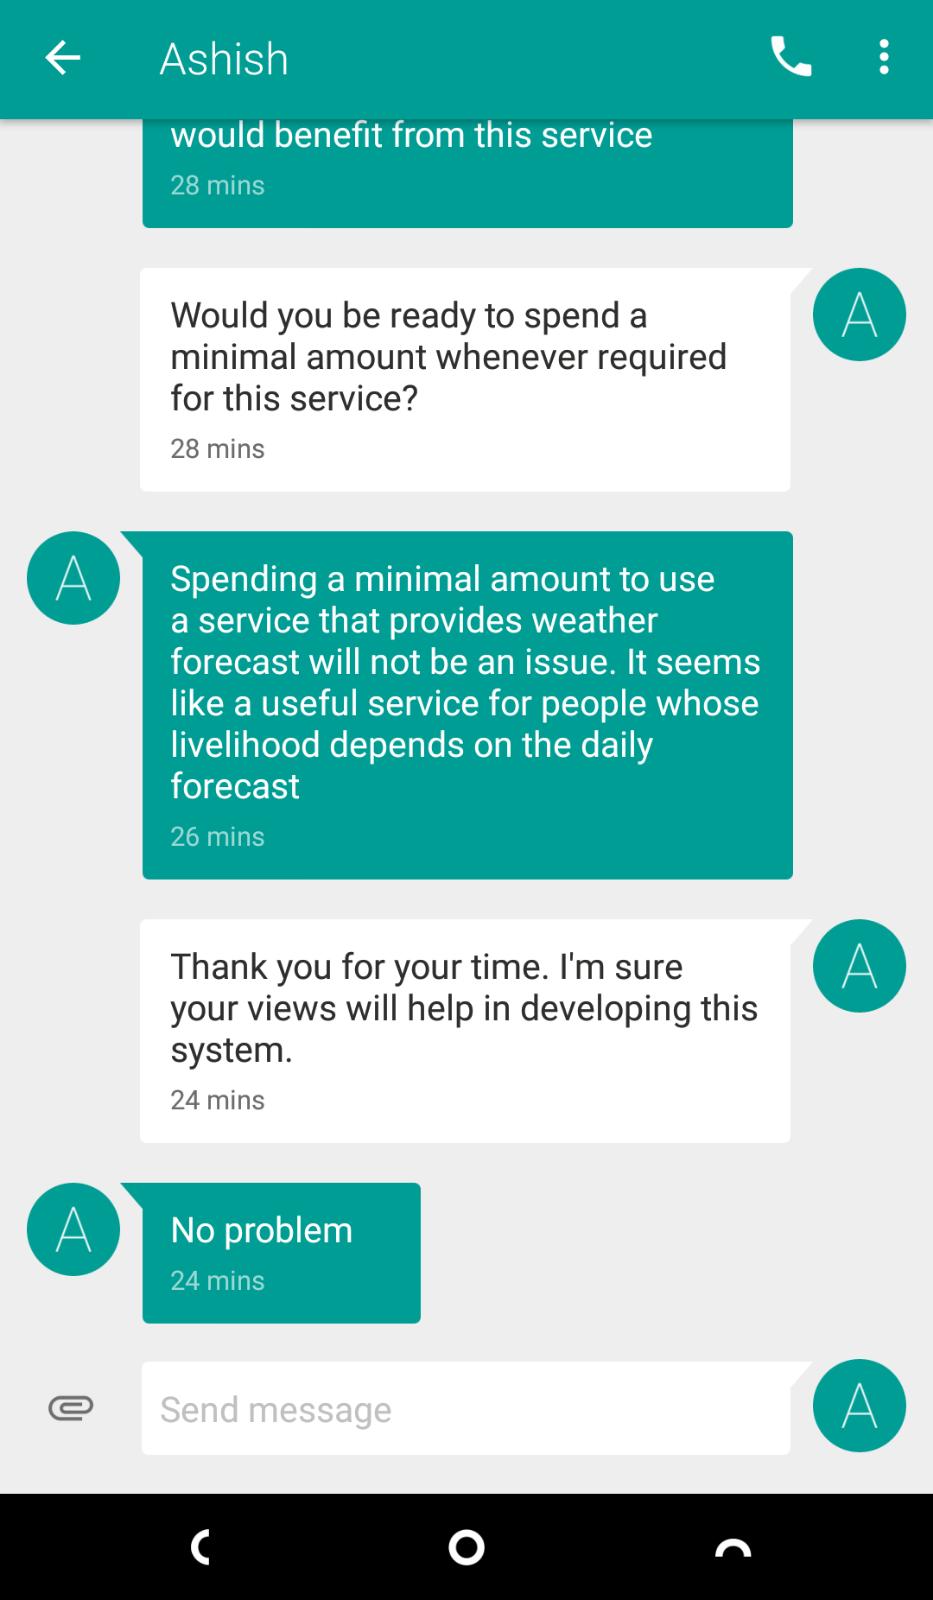 Ashish
would benefit from this service
28 mins
A
Would you be ready to spend a
minimal amount whenever required
for this service?
28 mins
A
Spending a minimal amount to use
a service that provides weather
forecast will not be an issue. It seems
like a useful service for people whose
livelihood depends on the daily
forecast
26 mins
A
Thank you for your time. I'm sure
your views will help in developing this
system.
24 mins
A
No problem
24 mins
Send message
A